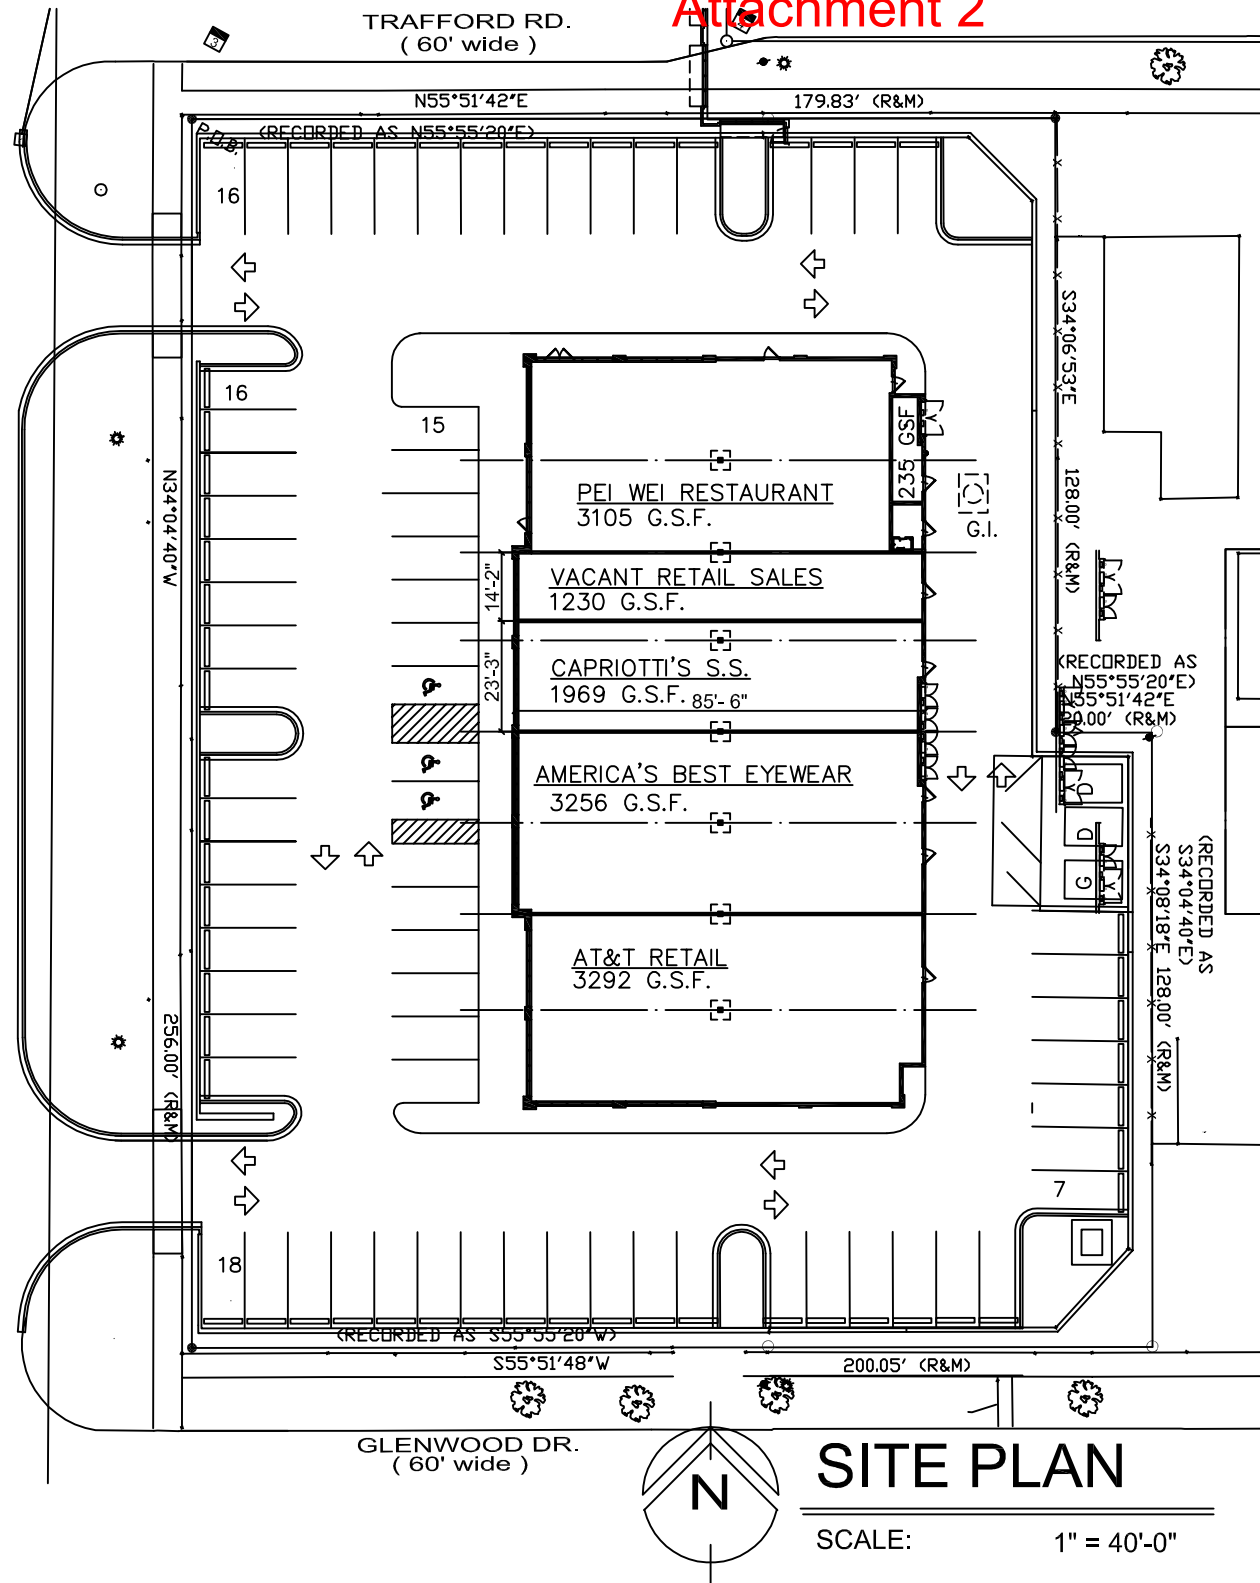 Attachment 2
TRAFFORD RD.
( 60' wide )
3
3
N55°51'42"E
179.83' (R&M)
P.O.B.
(RECORDED AS N55°55'20"E)
16
S34°06'53"E
128.00' (R&M)
16
15
N34°04'40"W
256.00' (R&M)
235 GSF
PEI WEI RESTAURANT
3105 G.S.F.
G.I.
14'-2"
VACANT RETAIL SALES
1230 G.S.F.
23'-3"
CAPRIOTTI'S S.S.
1969 G.S.F.
85'- 6"
(RECORDED AS
N55°55'20"E)
N55°51'42"E
20.00' (R&M)
AMERICA'S BEST EYEWEAR
3256 G.S.F.
D
D
G
(RECORDED AS
S34°04'40"E)
S34°08'18"E 128.00' (R&M)
AT&T RETAIL
3292 G.S.F.
7
18
(RECORDED AS S55°55'20"W)
S55°51'48"W
200.05' (R&M)
GLENWOOD DR.
( 60' wide )
N
SITE PLAN
SCALE: 1" = 40'-0"